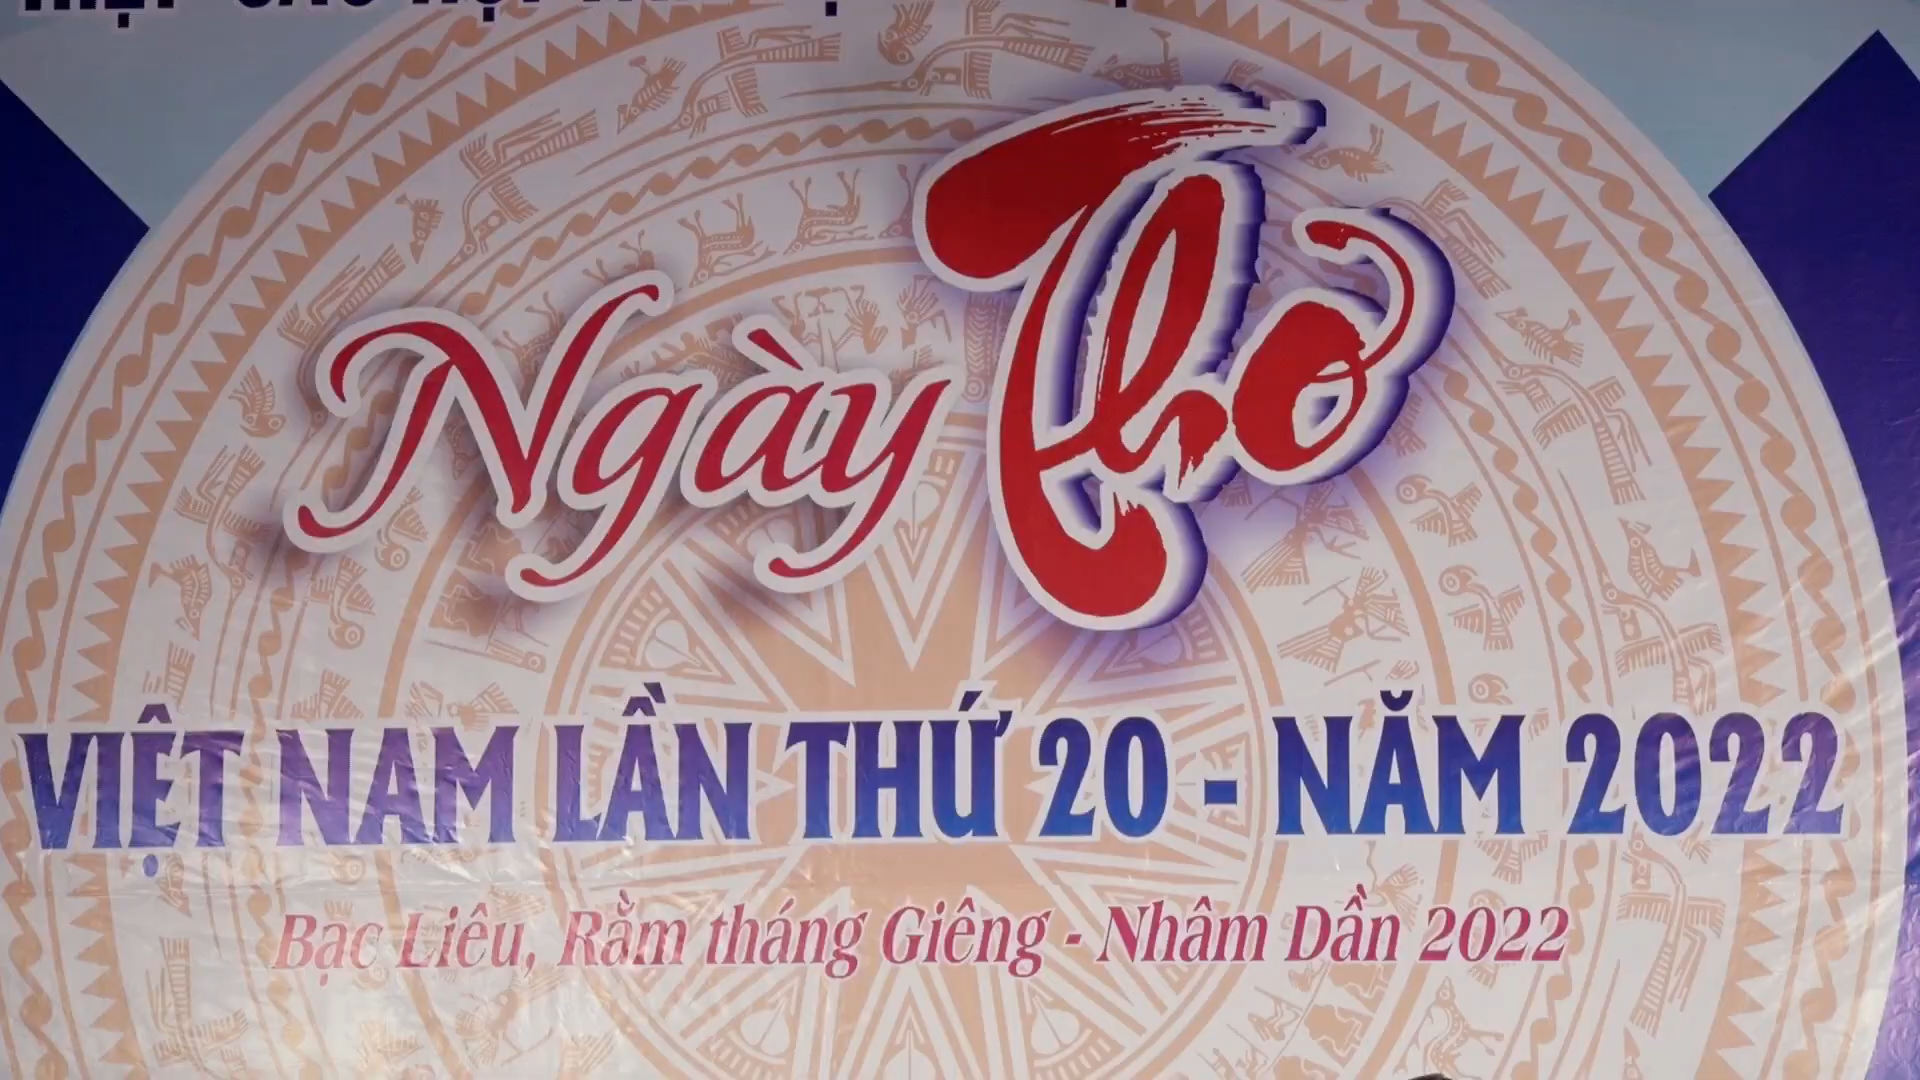 Ngày Thơ
VIỆT NAM LẦN THỨ 20 - NĂM 2022
Bạc Liêu, Rằm tháng Giêng - Nhâm Dần 2022